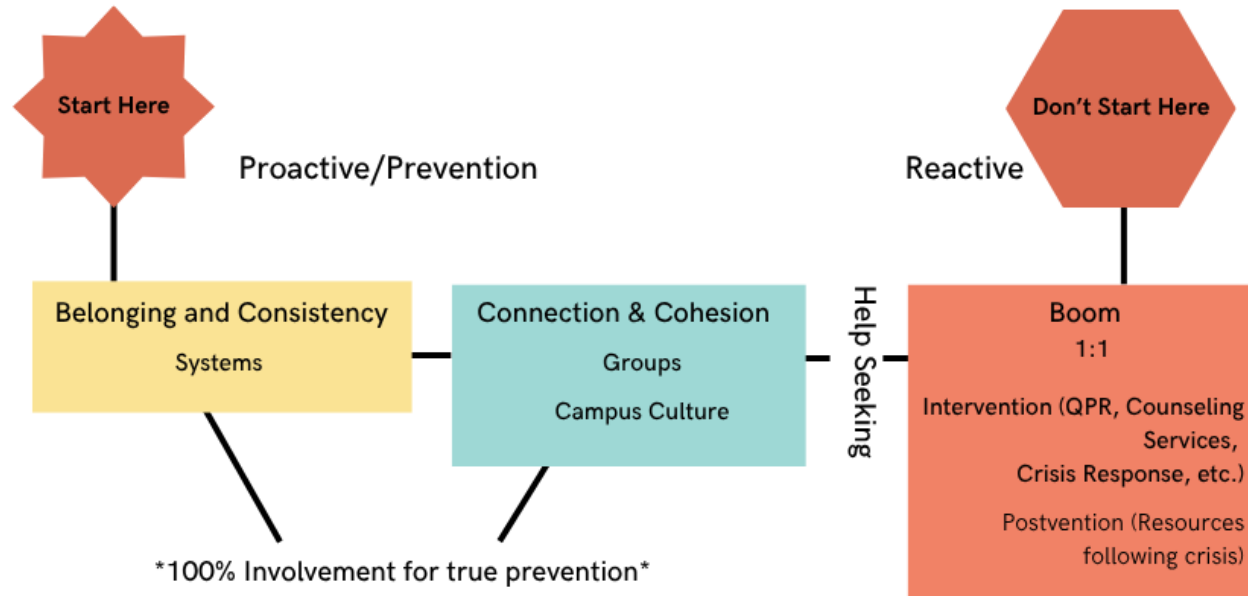 Start Here
Don't Start Here
Proactive/Prevention
Reactive
Belonging and Consistency
Systems
Connection & Cohesion
Groups
Campus Culture
Help Seeking
Boom
1:1
Intervention (QPR, Counseling
Services,
Crisis Response, etc.)
Postvention (Resources
following crisis)
*100% Involvement for true prevention*